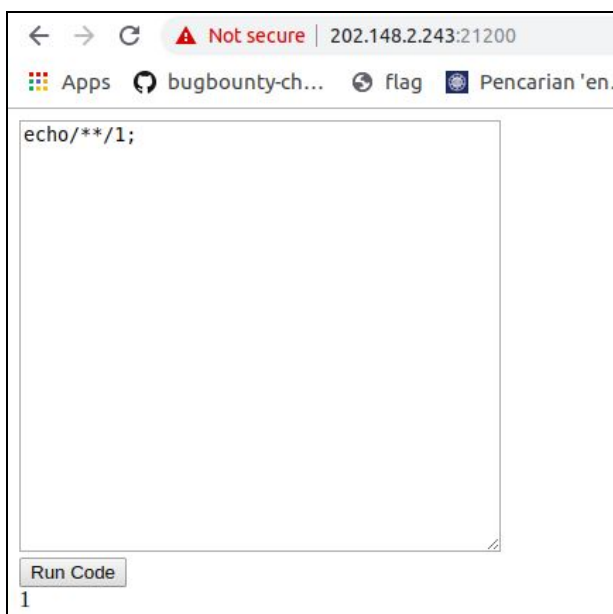 Not secure | 202.148.2.243:21200
Apps bugbounty-ch... flag Pencarian 'en.
echo/**/1;
Run Code
1